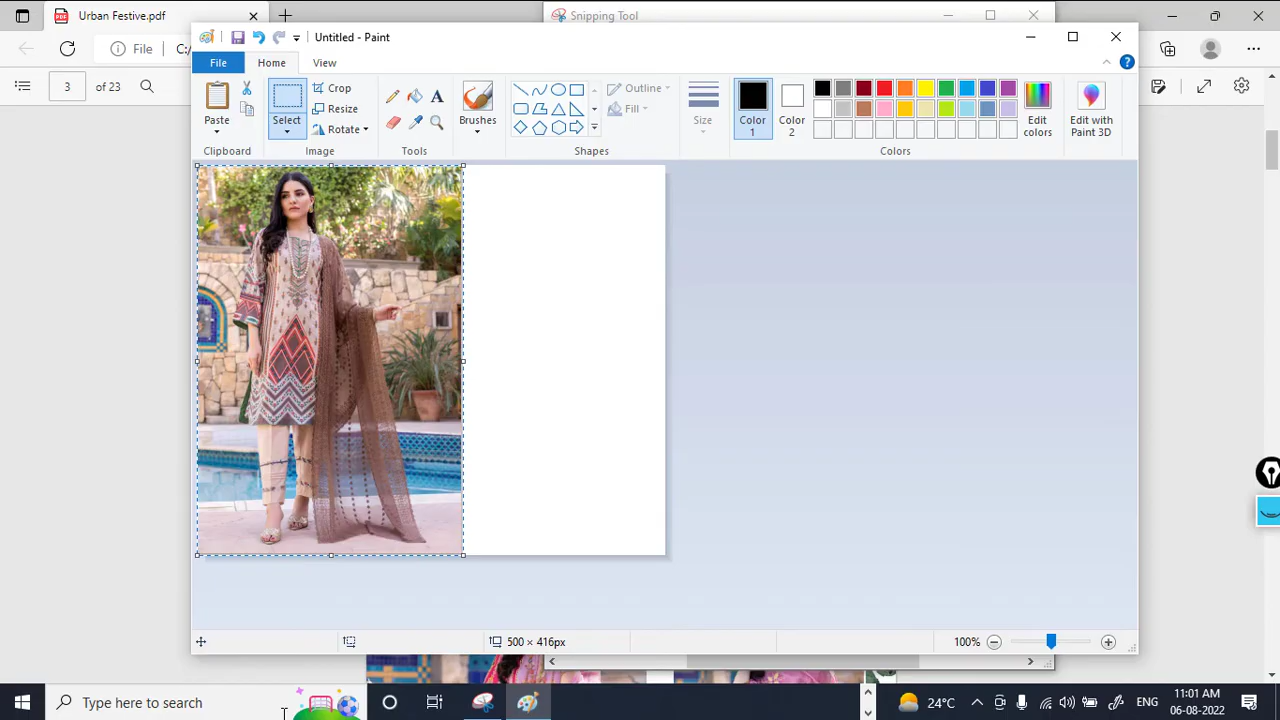 Urban Festive.pdf
Snipping Tool
File
C:/
3
of 23
Untitled - Paint
File
Home
View
Paste
Select
Crop
Resize
Rotate
A
Brushes
Outline
Fill
Size
Color 1
Color 2
Edit colors
Edit with Paint 3D
Clipboard
Image
Tools
Shapes
Colors
500 × 416px
100%
Type here to search
24°C
ENG
11:01 AM
06-08-2022